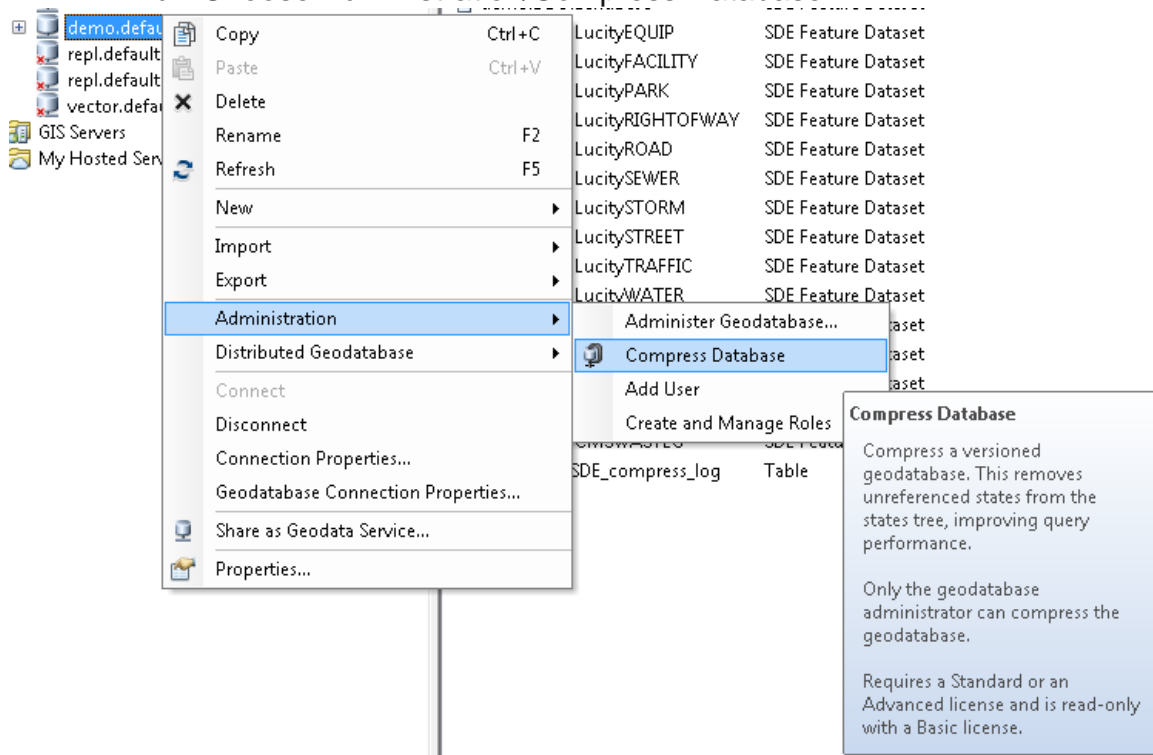 demo.defau
repl.default
repl.default
vector.defau
GIS Servers
My Hosted Serv
Copy Ctrl+C
Paste Ctrl+V
Delete
Rename F2
Refresh F5
New
Import
Export
Administration
Distributed Geodatabase
Connect
Disconnect
Connection Properties...
Geodatabase Connection Properties...
Share as Geodata Service...
Properties...
LucityEQUIP SDE Feature Dataset
LucityFACILITY SDE Feature Dataset
LucityPARK SDE Feature Dataset
LucityRIGHTOFWAY SDE Feature Dataset
LucityROAD SDE Feature Dataset
LucitySEWER SDE Feature Dataset
LucitySTORM SDE Feature Dataset
LucitySTREET SDE Feature Dataset
LucityTRAFFIC SDE Feature Dataset
LucityWATER SDE Feature Dataset
taset
taset
taset
SDE_compress_log Table
Administer Geodatabase...
Compress Database
Add User
Create and Manage Roles
Compress Database
Compress a versioned
geodatabase. This removes
unreferenced states from the
states tree, improving query
performance.
Only the geodatabase
administrator can compress the
geodatabase.
Requires a Standard or an
Advanced license and is read-only
with a Basic license.